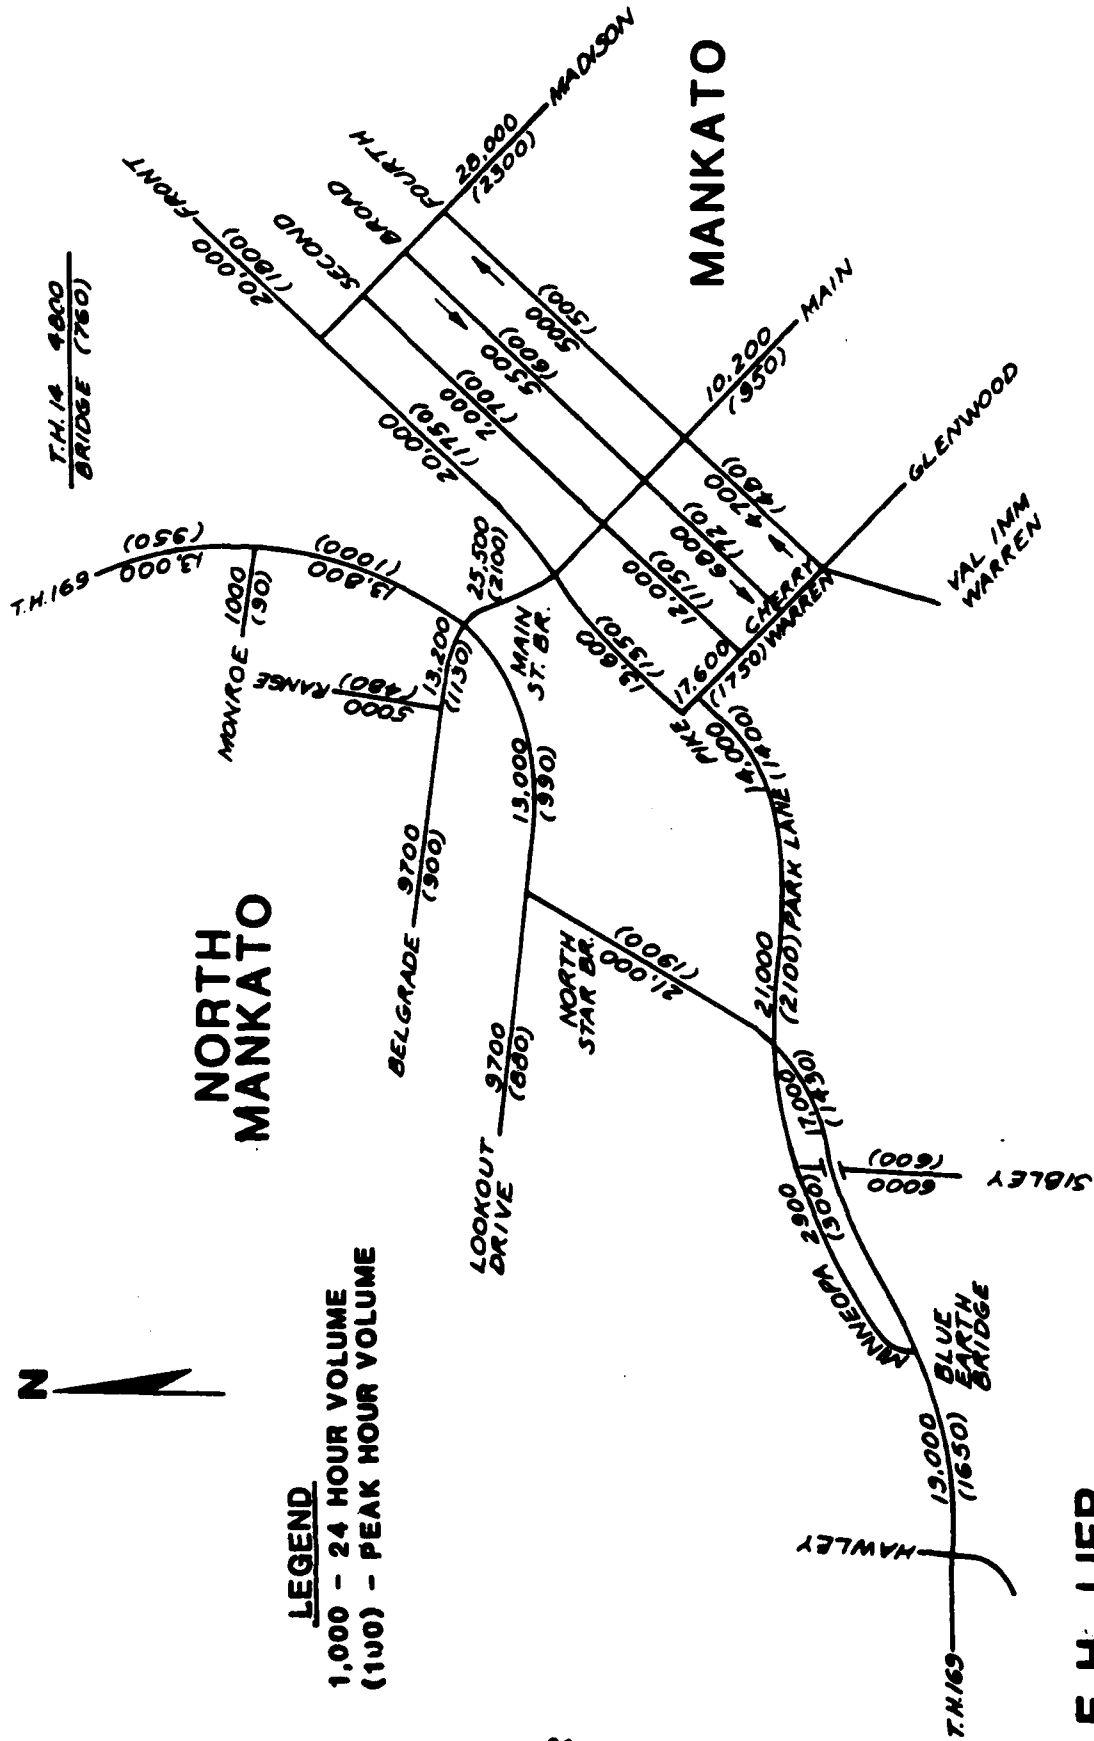 N
LEGEND
1,000 - 24 HOUR VOLUME
(100) - PEAK HOUR VOLUME
NORTH
MANKATO
MANKATO
T.H.14 4800
BRIDGE (760)
T.H.169
13,000
(950)
MONROE
1000
(90)
13,800
(1000)
RANGE
5000
(480)
13,200
(1130)
25,500
(2100)
MAIN
ST. BR.
BELGRADE
9700
(900)
13,000
(990)
LOOKOUT
DRIVE
9700
(880)
NORTH
STAR BR.
21,000
(1900)
FRONT
20,000
(1800)
SECOND
BROAD
FOURTH
28,000
(2300)
MADISON
20,000
(1750)
7,000
(700)
5500
(600)
5000
(500)
10,200
(950)
MAIN
13,600
(1350)
12,000
(1150)
6800
(720)
4700
(480)
PIKE
17,600
(1750)
CHERRY
WARREN
GLENWOOD
VAL IMM
WARREN
14,000
(1400)
21,000
(2100) PARK LANE
17,000
(1490)
MINNEOPA
2900
(300)
6000
(600)
SIBLEY
BLUE
EARTH
BRIDGE
19,000
(1650)
HAWLEY
T.H.169